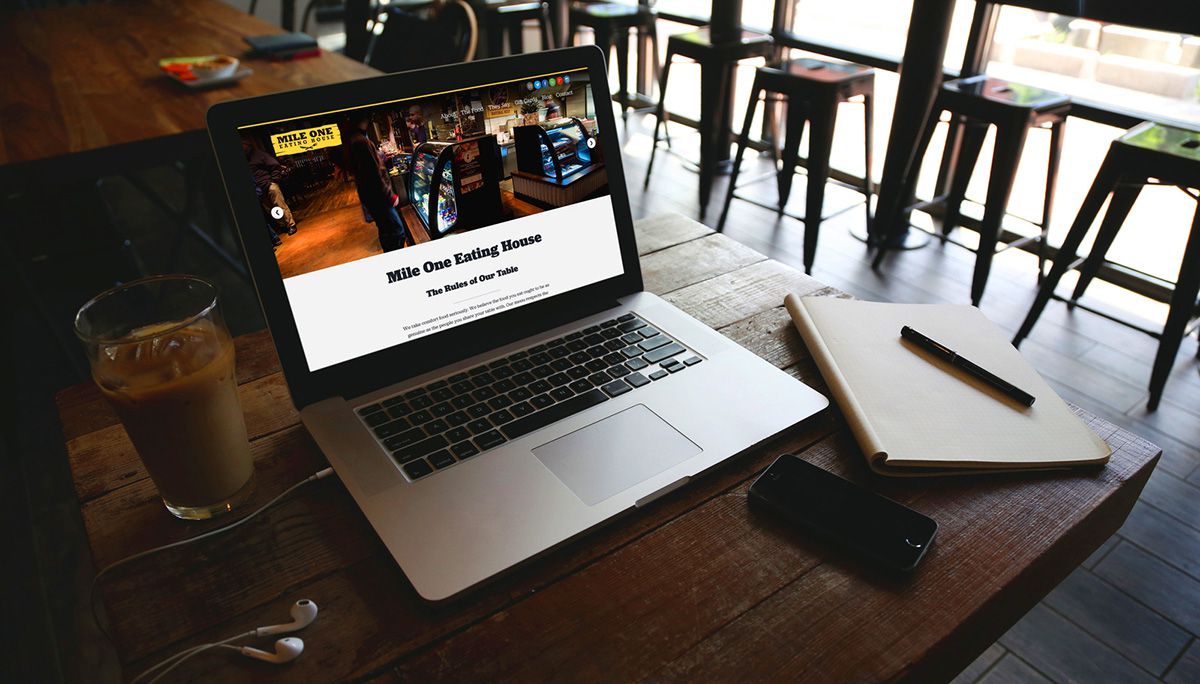 About The Food They Say Gift Cards Blog Contact
MILE ONE
EATING HOUSE
Mile One Eating House
The Rules of Our Table
We take comfort food seriously. We believe the food you eat ought to be as
genuine as the people you share your table with. Our menu respects the